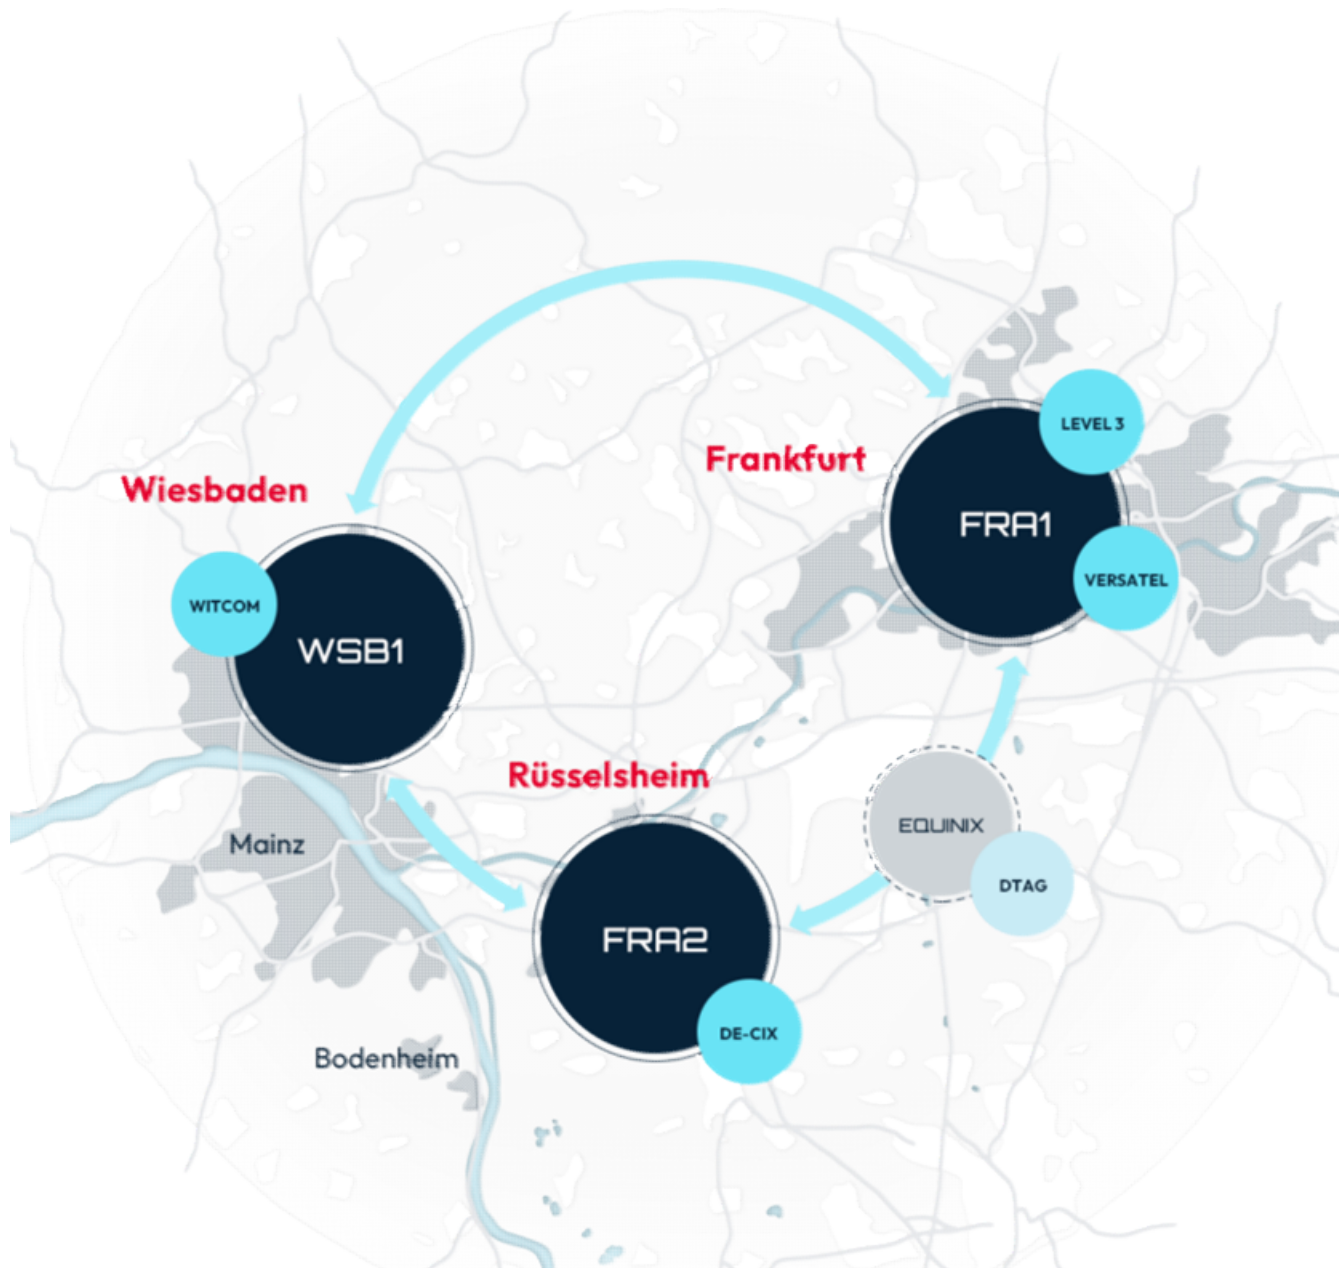 Frankfurt
LEVEL 3
FRA1
VERSATEL
Wiesbaden
WITCOM
WSB1
Rüsselsheim
EQUINIX
DTAG
Mainz
FRA2
DE-CIX
Bodenheim